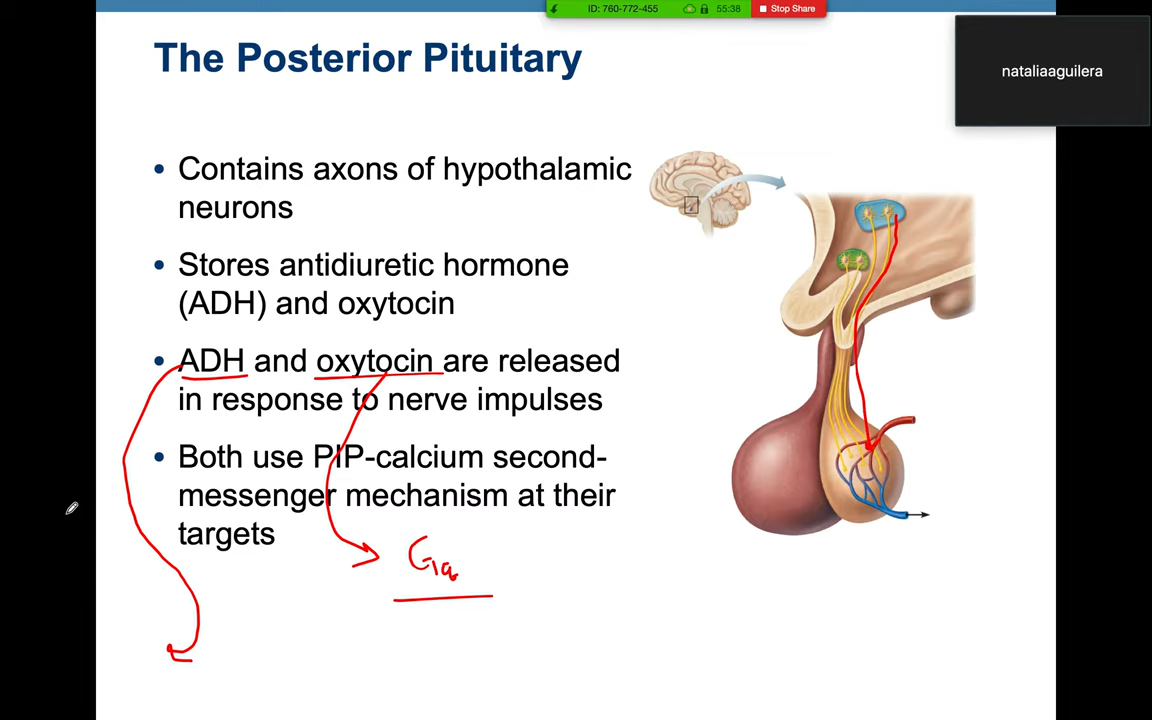 ID: 760-772-455
55:38
Stop Share
The Posterior Pituitary
nataliaaguilera
• Contains axons of hypothalamic
neurons
• Stores antidiuretic hormone
(ADH) and oxytocin
• ADH and oxytocin are released
in response to nerve impulses
• Both use PIP-calcium second-
messenger mechanism at their
targets